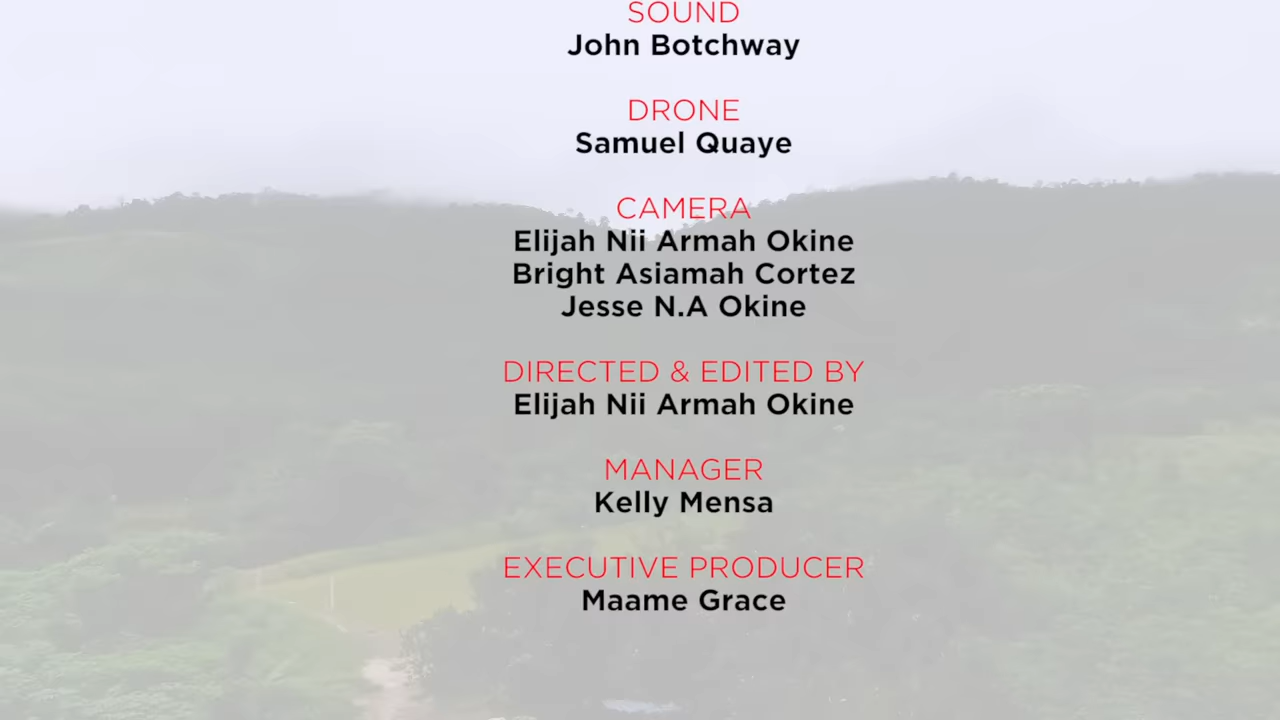 SOUND
John Botchway
DRONE
Samuel Quaye
CAMERA
Elijah Nii Armah Okine
Bright Asiamah Cortez
Jesse N.A Okine
DIRECTED & EDITED BY
Elijah Nii Armah Okine
MANAGER
Kelly Mensa
EXECUTIVE PRODUCER
Maame Grace